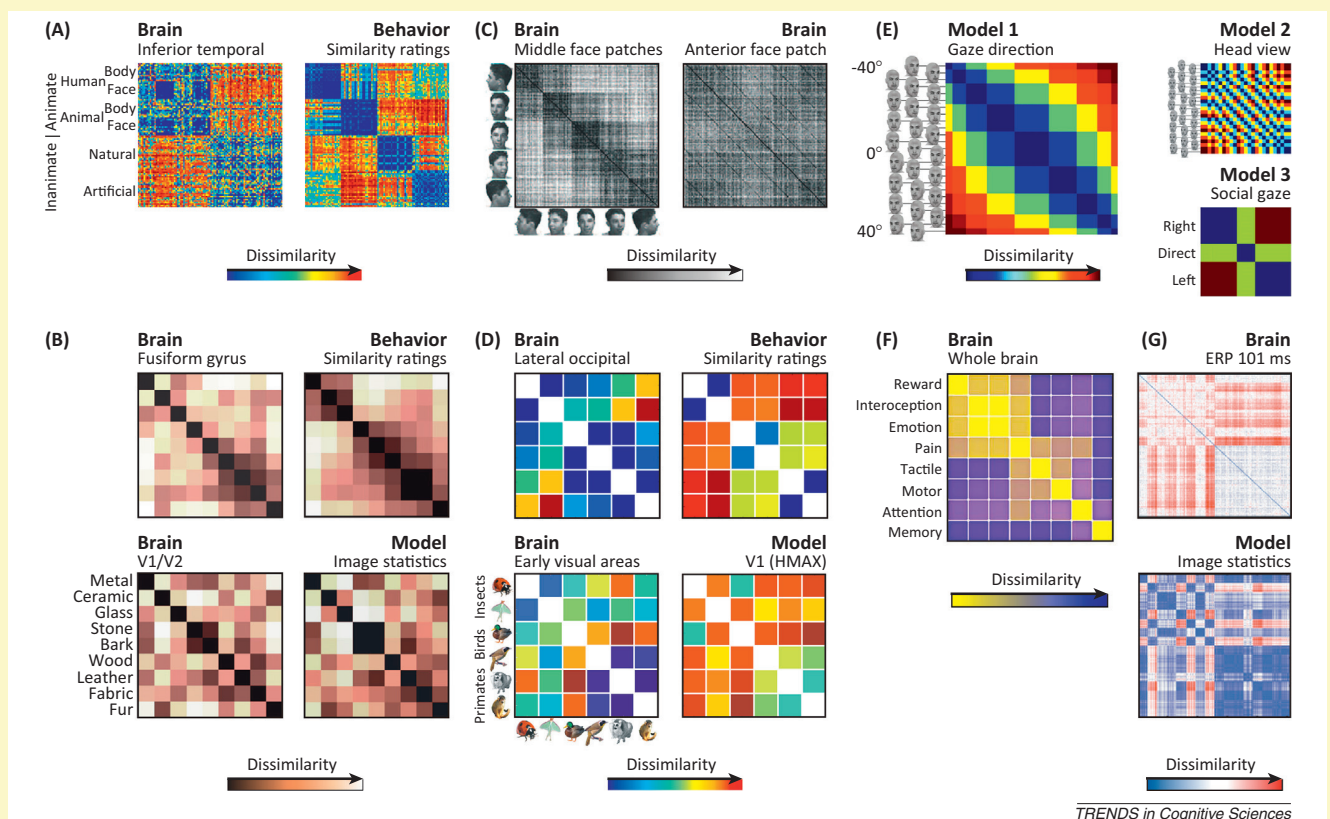 (A)
Brain
Inferior temporal
Behavior
Similarity ratings
Inanimate | Animate
Human
Body
Face
Animal
Body
Face
Natural
Artificial
Dissimilarity
(C)
Brain
Middle face patches
Brain
Anterior face patch
Dissimilarity
(E)
Model 1
Gaze direction
-40°
0°
40°
Dissimilarity
Model 2
Head view
Model 3
Social gaze
Right
Direct
Left
(B)
Brain
Fusiform gyrus
Behavior
Similarity ratings
Brain
V1/V2
Model
Image statistics
Metal
Ceramic
Glass
Stone
Bark
Wood
Leather
Fabric
Fur
Dissimilarity
(D)
Brain
Lateral occipital
Behavior
Similarity ratings
Brain
Early visual areas
Model
V1 (HMAX)
Insects
Birds
Primates
Dissimilarity
(F)
Brain
Whole brain
Reward
Interoception
Emotion
Pain
Tactile
Motor
Attention
Memory
Dissimilarity
(G)
Brain
ERP 101 ms
Model
Image statistics
Dissimilarity
TRENDS in Cognitive Sciences